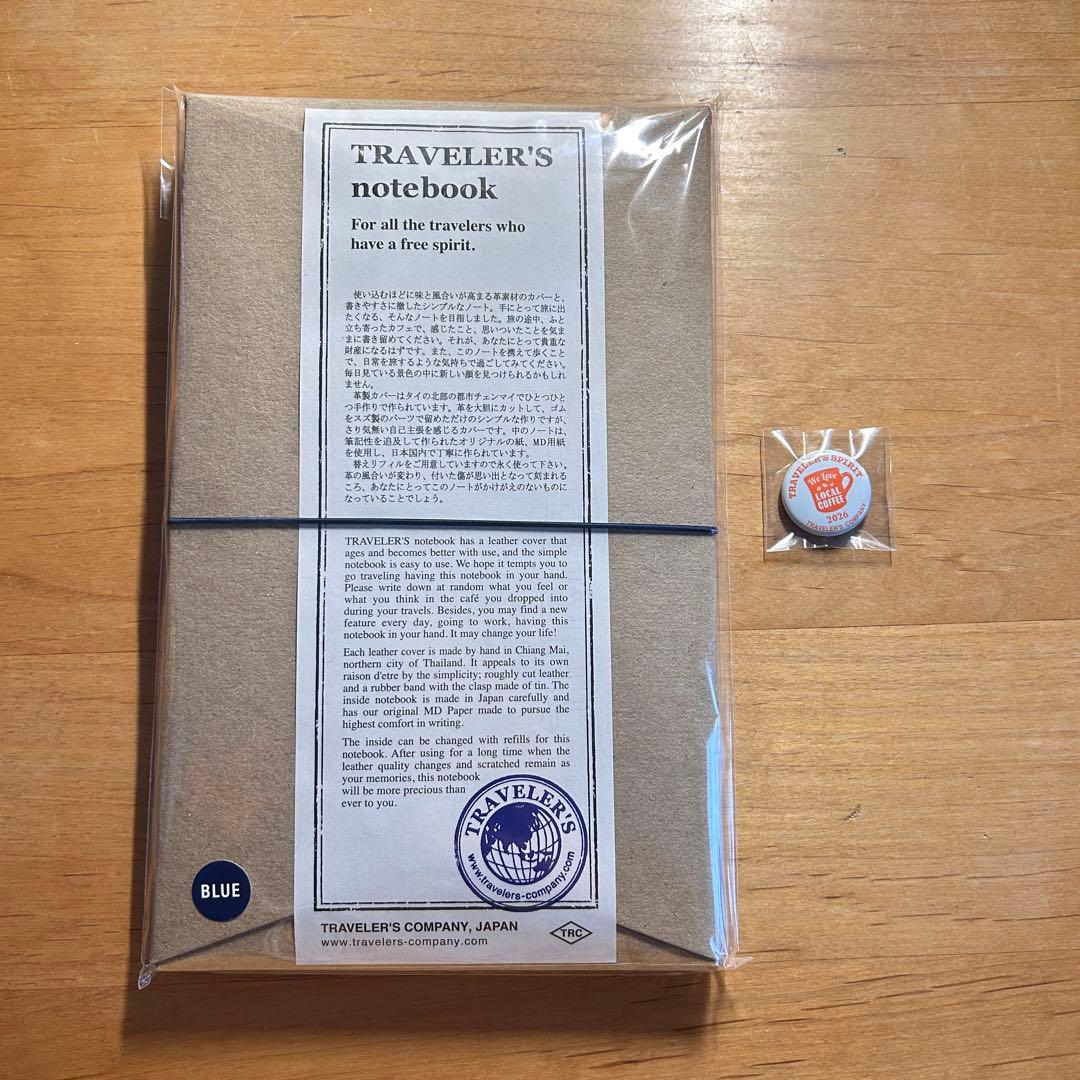 TRAVELER'S
notebook
For all the travelers who
have a free spirit.
使い込むほどに味と風合いが高まる革素材のカバーと、
書きやすさに徹したシンプルなノート。手にとって旅に出
たくなる、そんなノートを目指しました。旅の途中、ふと
立ち寄ったカフェで、感じたこと、思いついたことを気ま
まに書き留めてください。それが、あなたにとって貴重な
財産になるはずです。また、このノートを携えて歩くこと
で、日常を旅するような気持ちで過ごしてみてください。
毎日見ている景色の中に新しい顔を見つけられるかもしれ
ません。
革製カバーはタイの北部の都市チェンマイでひとつひと
つ手作りで作られています。革を大胆にカットして、ゴム
をスズ製のパーツで留めただけのシンプルな作りですが、
さり気無い自己主張を感じるカバーです。中のノートは、
筆記性を追及して作られたオリジナルの紙、MD用紙
を使用し、日本国内で丁寧に作られています。
替えリフィルをご用意していますので永く使って下さい。
革の風合いが変わり、付いた傷が思い出となって刻まれる
ころ、あなたにとってこのノートがかけがえのないものに
なっていることでしょう。
TRAVELER'S notebook has a leather cover that
ages and becomes better with use, and the simple
notebook is easy to use. We hope it tempts you to
go traveling having this notebook in your hand.
Please write down at random what you feel or
what you think in the café you dropped into
during your travels. Besides, you may find a new
feature every day, going to work, having this
notebook in your hand. It may change your life!
Each leather cover is made by hand in Chiang Mai,
northern city of Thailand. It appeals to its own
raison d'etre by the simplicity; roughly cut leather
and a rubber band with the clasp made of tin. The
inside notebook is made in Japan carefully and
has our original MD Paper made to pursue the
highest comfort in writing.
The inside can be changed with refills for this
notebook. After using for a long time when the
leather quality changes and scratched remain as
your memories, this notebook
will be more precious than
ever to you.
TRAVELER'S
www.travelers-company.com
BLUE
TRAVELER'S COMPANY, JAPAN
www.travelers-company.com
TRC
TRAVELER'S SPIRIT
We Love
LOCAL
COFFEE
2026
TRAVELER'S COMPANY